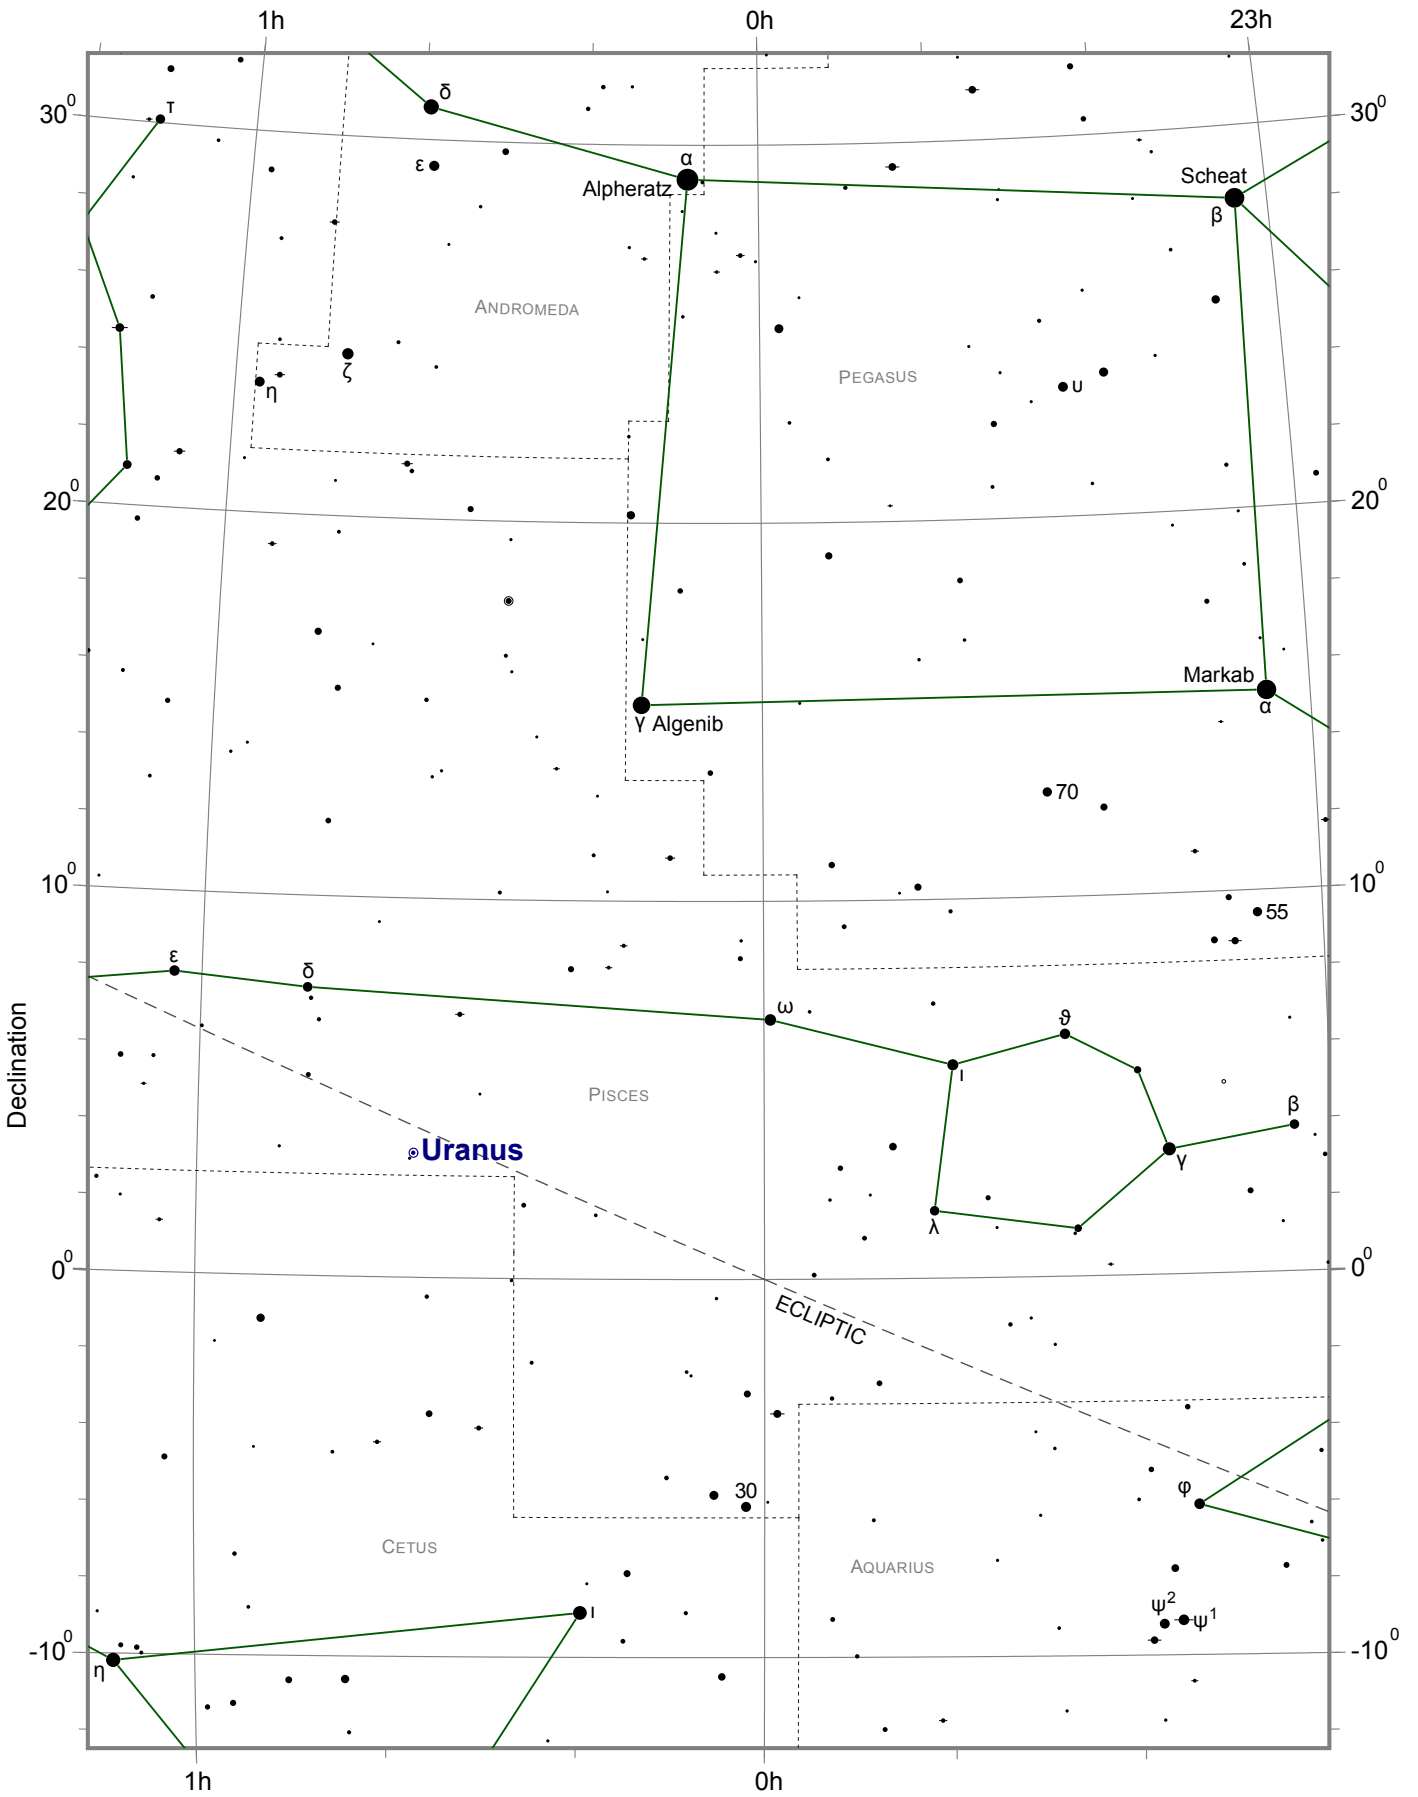 1h 0h 23h
30⁰ 30⁰
τ δ
ε α
Alpheratz Scheat
β
ANDROMEDA
ζ PEGASUS
η υ
20⁰ 20⁰
Markab
α
γ Algenib
70
10⁰ 10⁰
55
ε δ
ω ϑ
Declination
ι
PISCES β
Uranus γ
λ
0⁰ 0⁰
ECLIPTIC
30 φ
CETUS
AQUARIUS
ι ψ² ψ¹
-10⁰ -10⁰
η
1h 0h